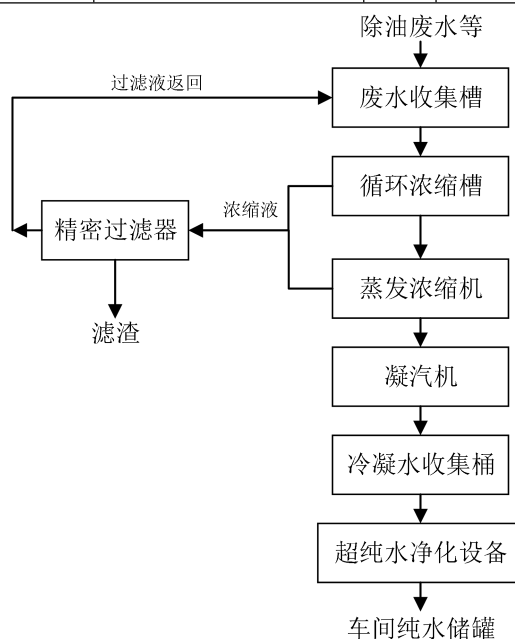 除油废水等
过滤液返回
废水收集槽
循环浓缩槽
浓缩液
精密过滤器
蒸发浓缩机
滤渣
凝汽机
冷凝水收集桶
超纯水净化设备
车间纯水储罐